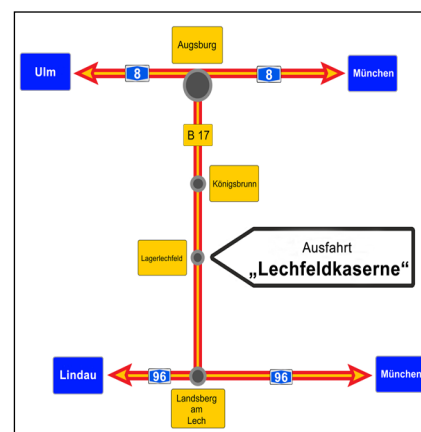 Augsburg
Ulm
8
8
München
B 17
Königsbrunn
Lagerlechfeld
Ausfahrt
„Lechfeldkaserne“
Lindau
96
96
München
Landsberg
am
Lech